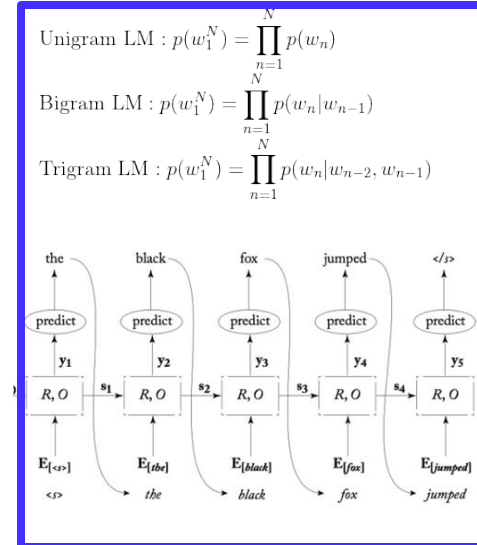 N
Unigram LM : p(w_1^N) = ∏ p(w_n)
n=1
N
Bigram LM : p(w_1^N) = ∏ p(w_n|w_{n-1})
n=1
N
Trigram LM : p(w_1^N) = ∏ p(w_n|w_{n-2}, w_{n-1})
n=1
the black fox jumped </s>
predict predict predict predict predict
y1 y2 y3 y4 y5
R, O s1 R, O s2 R, O s3 R, O s4 R, O
E[<s>] E[the] E[black] E[fox] E[jumped]
<s> the black fox jumped